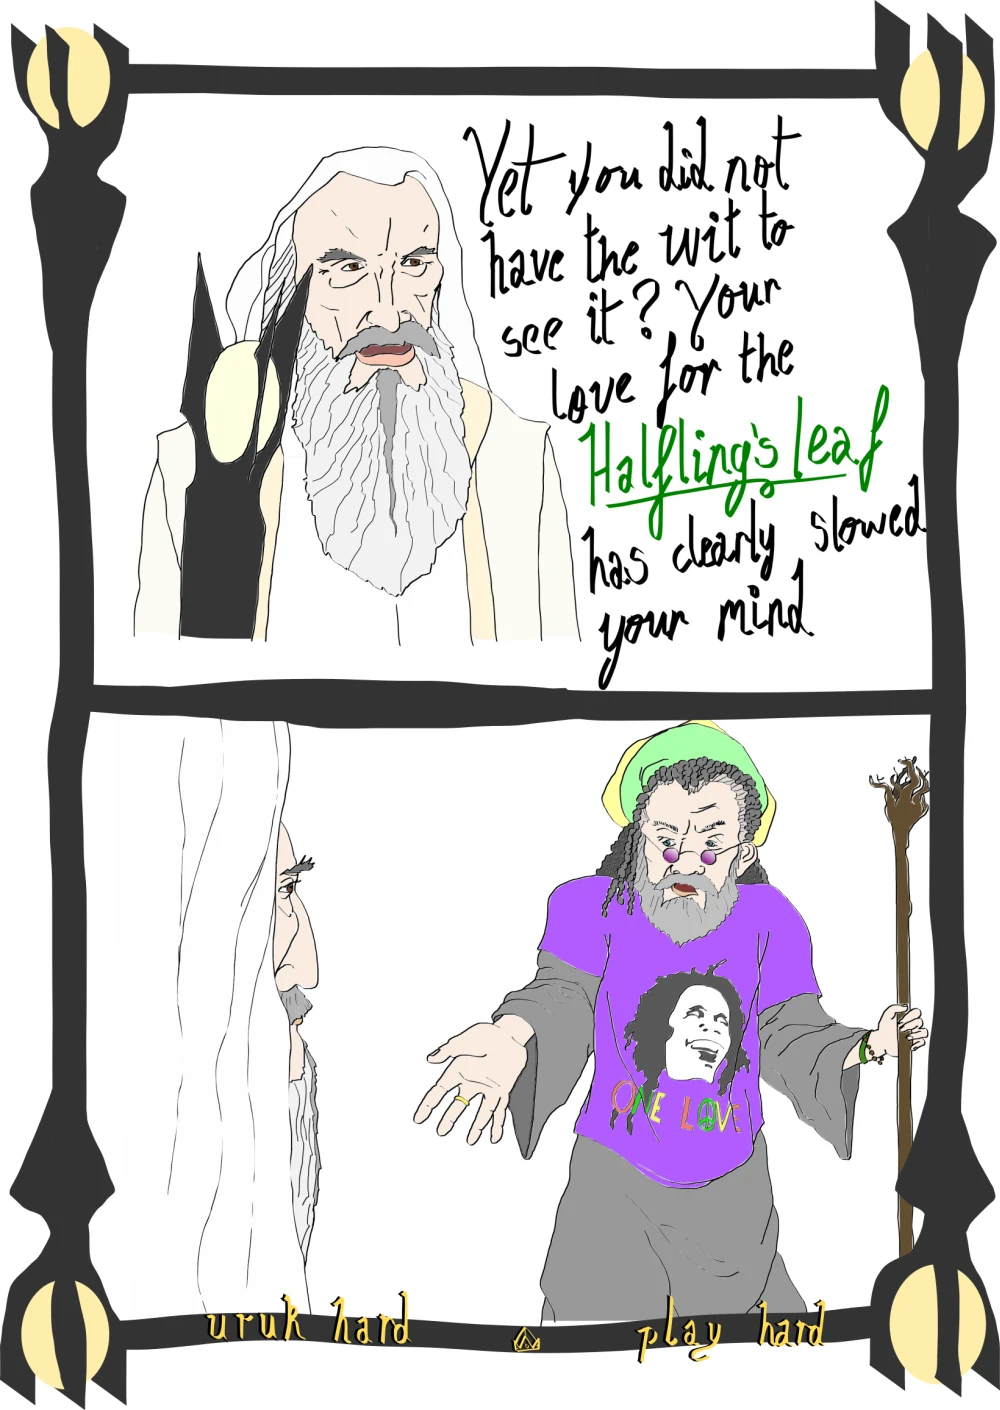 Yet you did not
have the wit to
see it? Your
love for the
Halfling's leaf
has clearly slowed
your mind
ONE LOVE
uruk hard
play hard